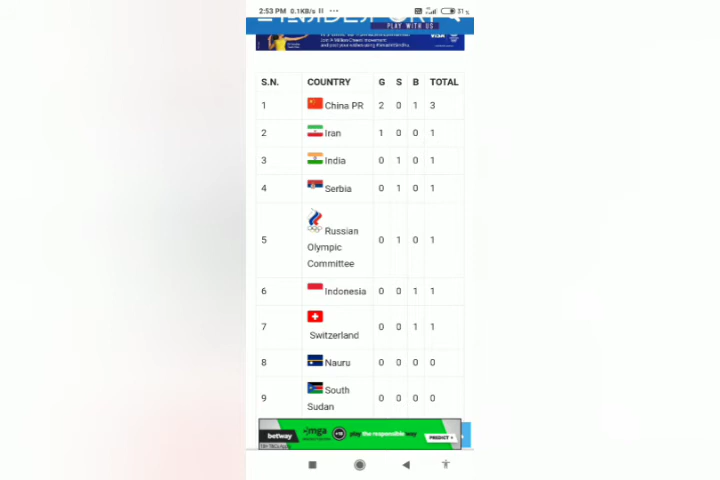 2:53 PM 0.1KB/s
31
PLAY WITH US
VISA
S.N. COUNTRY G S B TOTAL
1 China PR 2 0 1 3
2 Iran 1 0 0 1
3 India 0 1 0 1
4 Serbia 0 1 0 1
5 Russian Olympic Committee 0 1 0 1
6 Indonesia 0 0 1 1
7 Switzerland 0 0 1 1
8 Nauru 0 0 0 0
9 South Sudan 0 0 0 0
betway mga play the responsible way PREDICT >